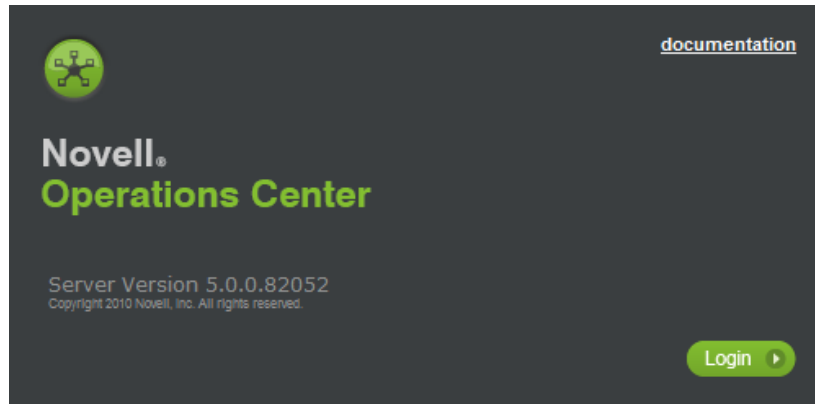 documentation
Novell®
Operations Center
Server Version 5.0.0.82052
Copyright 2010 Novell, Inc. All rights reserved.
Login